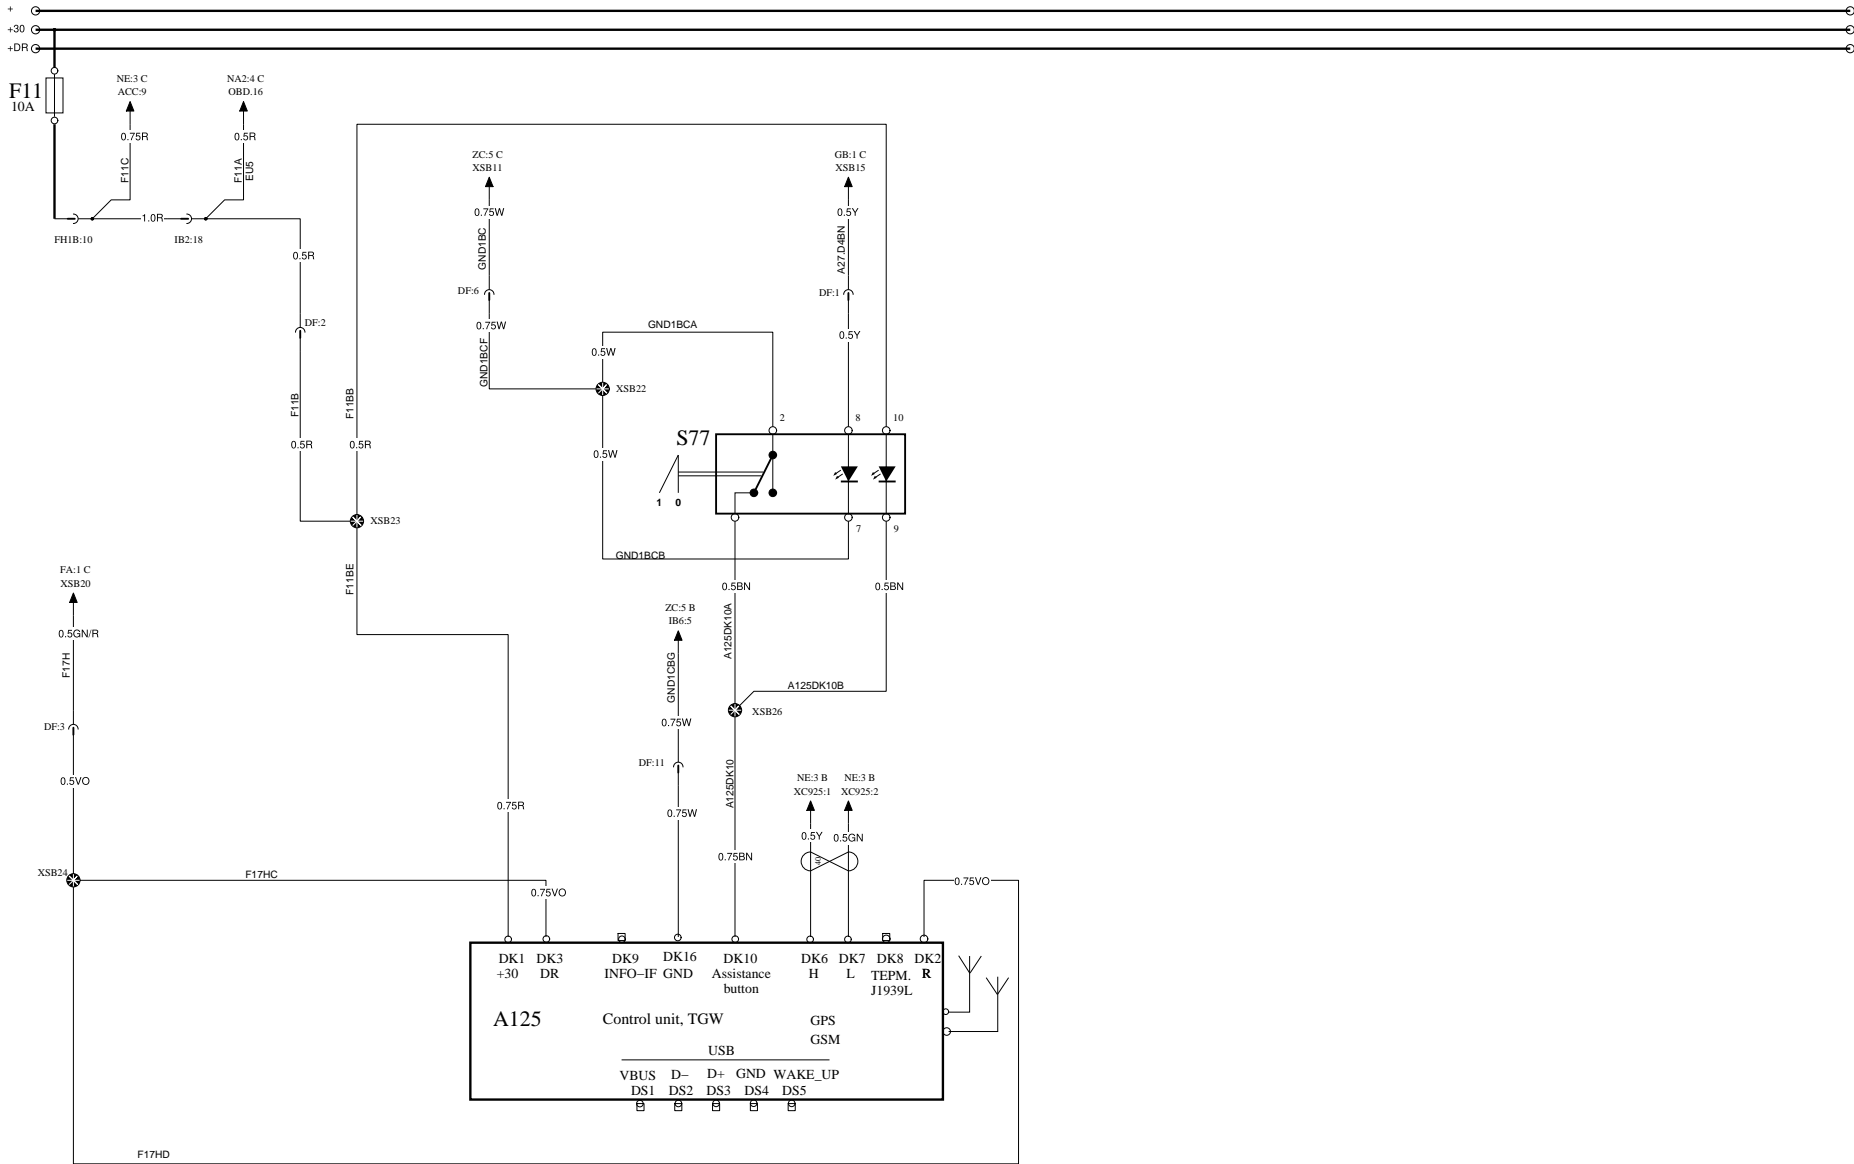 +
+30
+DR
F11
10A
NE:3 C
ACC:9
0.75R
F11C
NA2:4 C
OBD.16
0.5R
F11A
EU5
FH1B:10
1.0R
IB2:18
0.5R
DF:2
F11B
0.5R
F11BB
0.5R
XSB23
F11BE
ZC:5 C
XSB11
0.75W
GND1BC
DF:6
0.75W
GND1BCF
GND1BCA
0.5W
XSB22
0.5W
GND1BCB
GB:1 C
XSB15
0.5Y
A27.D4BN
DF:1
0.5Y
S77
2
8
10
1 0
7
9
0.5BN
0.5BN
A125DK10A
A125DK10B
XSB26
A125DK10
0.75BN
FA:1 C
XSB20
0.5GN/R
F17H
DF:3
0.5VO
XSB24
F17HC
0.75VO
0.75R
ZC:5 B
IB6:5
GND1CBG
0.75W
DF:11
0.75W
NE:3 B
XC925:1
NE:3 B
XC925:2
0.5Y
0.5GN
40
0.75VO
DK1
+30
DK3
DR
DK9
INFO−IF
DK16
GND
DK10
Assistance
button
DK6
H
DK7
L
DK8
TEPM.
J1939L
DK2
R
A125
Control unit, TGW
GPS
GSM
USB
VBUS D− D+ GND WAKE_UP
DS1 DS2 DS3 DS4 DS5
F17HD